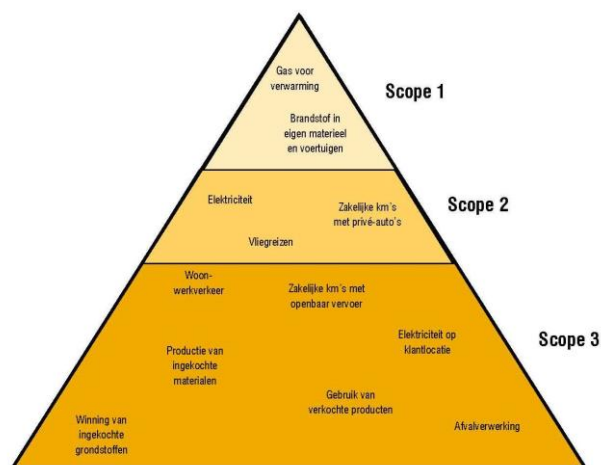 Gas voor
verwarming
Scope 1
Brandstof in
eigen materieel
en voertuigen
Elektriciteit
Zakelijke km's
met privé-auto's
Scope 2
Vliegreizen
Woon-
werkverkeer
Zakelijke km's met
openbaar vervoer
Elektriciteit op
klantlocatie
Scope 3
Productie van
ingekochte
materialen
Gebruik van
verkochte producten
Winning van
ingekochte
grondstoffen
Afvalverwerking